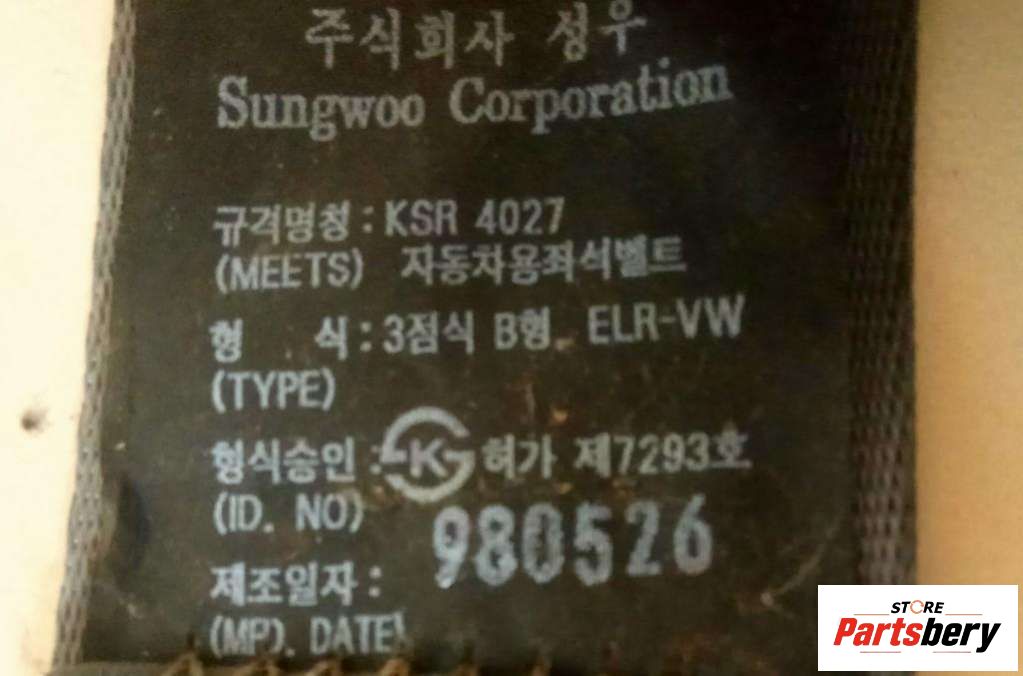 주식회사 성우
Sungwoo Corporation
규격명칭 : KSR 4027
(MEETS) 자동차용좌석벨트
형 식 : 3점식 B형 ELR-VW
(TYPE)
형식승인 : K 허가 제7293호
(ID. NO)
980526
제조일자 :
(MFD. DATE)
STORE
Partsbery